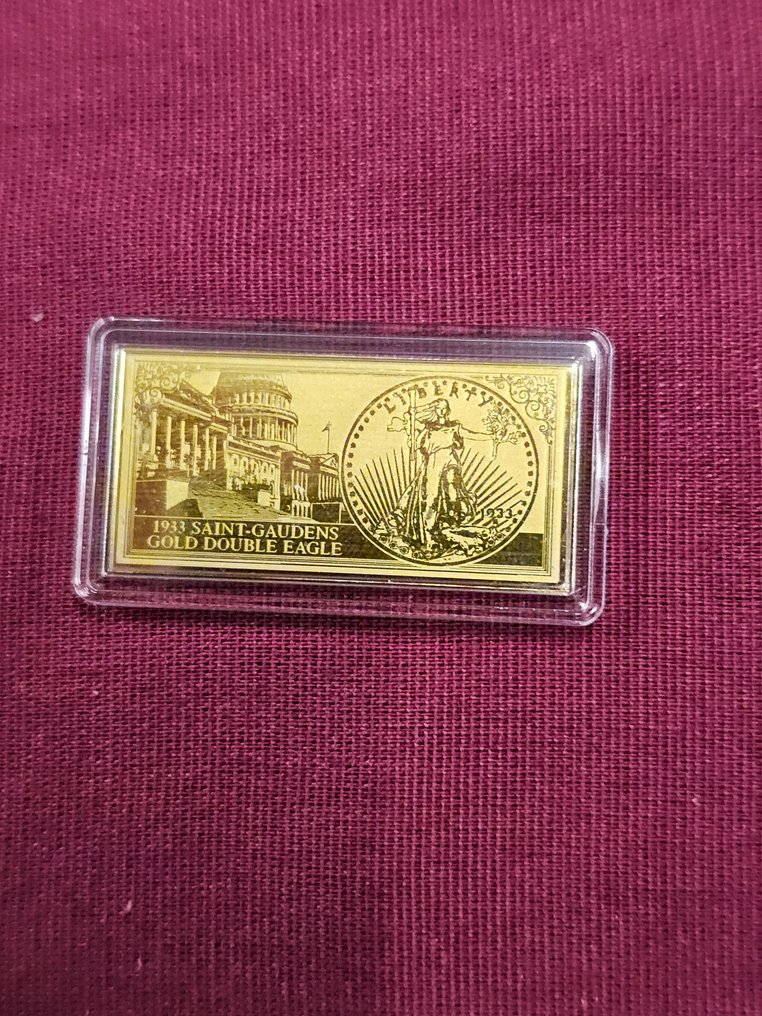 LIBERTY
1933
1933 SAINT-GAUDENS
GOLD DOUBLE EAGLE